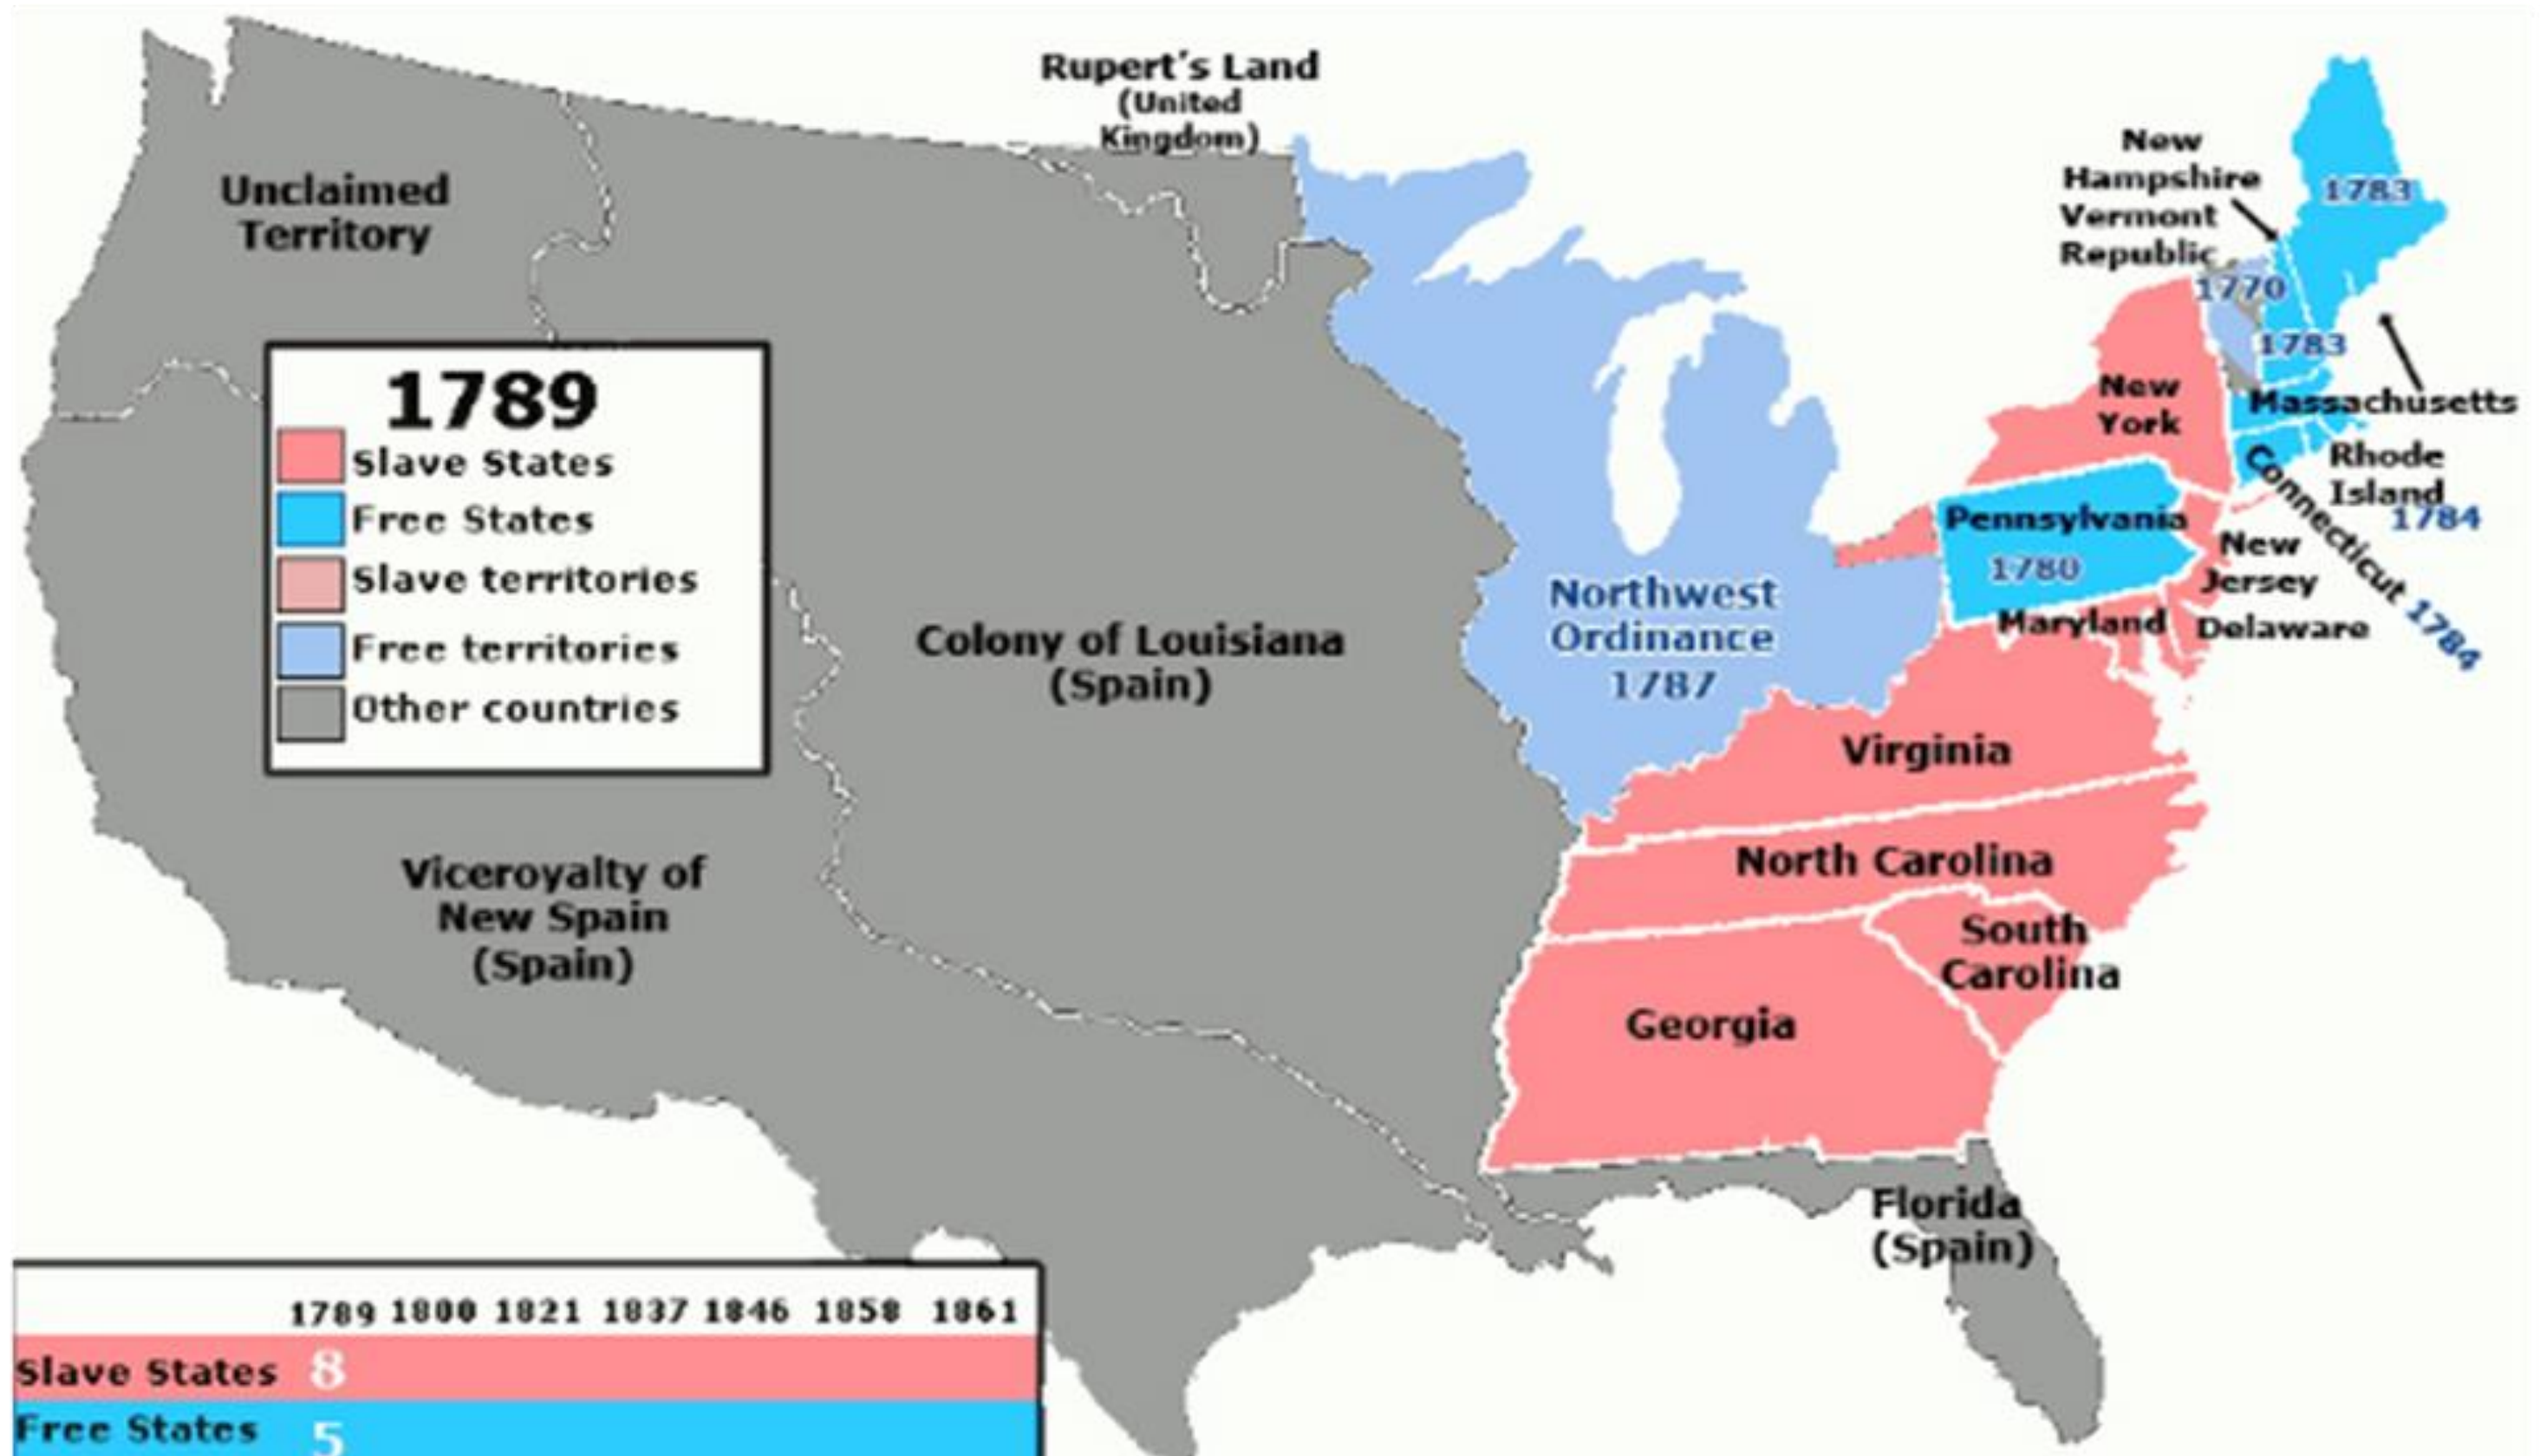 Rupert's Land
(United
Kingdom)
Unclaimed
Territory
New
Hampshire
Vermont
Republic
1783
1770
1783
New
York
Massachusetts
Rhode
Island
1784
Connecticut 1784
Pennsylvania
1780
New
Jersey
Maryland
Delaware
1789
Slave States
Free States
Slave territories
Free territories
Other countries
Colony of Louisiana
(Spain)
Northwest
Ordinance
1787
Virginia
North Carolina
South
Carolina
Georgia
Viceroyalty of
New Spain
(Spain)
Florida
(Spain)
1789 1800 1821 1837 1846 1858 1861
Slave States 8
Free States 5